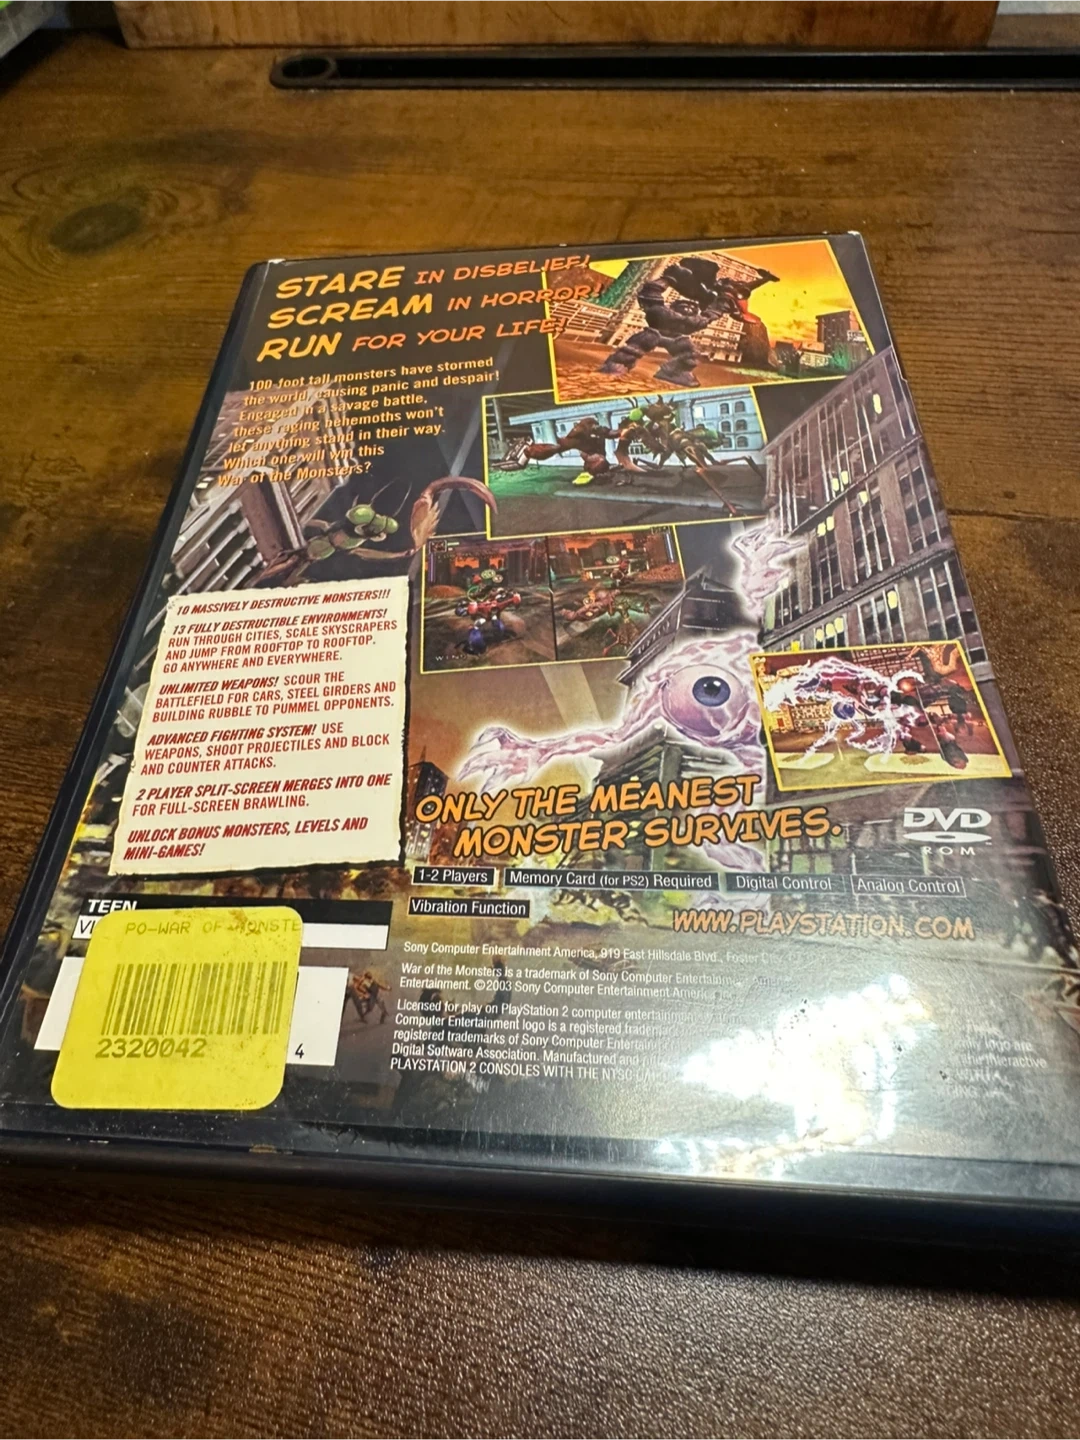 STARE IN DISBELIEF!
SCREAM IN HORROR!
RUN FOR YOUR LIFE!
100-foot tall monsters have stormed
the world, causing panic and despair!
Engaged in a savage battle,
these raging behemoths won't
let anything stand in their way.
Which one will win this
War of the Monsters?
10 MASSIVELY DESTRUCTIVE MONSTERS!!!
13 FULLY DESTRUCTIBLE ENVIRONMENTS!
RUN THROUGH CITIES, SCALE SKYSCRAPERS
AND JUMP FROM ROOFTOP TO ROOFTOP.
GO ANYWHERE AND EVERYWHERE.
UNLIMITED WEAPONS! SCOUR THE
BATTLEFIELD FOR CARS, STEEL GIRDERS AND
BUILDING RUBBLE TO PUMMEL OPPONENTS.
ADVANCED FIGHTING SYSTEM! USE
WEAPONS, SHOOT PROJECTILES AND BLOCK
AND COUNTER ATTACKS.
2 PLAYER SPLIT-SCREEN MERGES INTO ONE
FOR FULL-SCREEN BRAWLING.
UNLOCK BONUS MONSTERS, LEVELS AND
MINI-GAMES!
ONLY THE MEANEST
MONSTER SURVIVES.
DVD
ROM
1-2 Players
Memory Card (for PS2) Required
Digital Control
Analog Control
Vibration Function
WWW.PLAYSTATION.COM
TEEN
VI
PO-WAR OF MONSTE
2320042
4
Sony Computer Entertainment America, 919 East Hillsdale Blvd., Foster City,
War of the Monsters is a trademark of Sony Computer Entertainment
Entertainment. ©2003 Sony Computer Entertainment America
Licensed for play on PlayStation 2 computer entertainment
Computer Entertainment logo is a registered
registered trademarks of Sony Computer
Digital Software Association. Manufactured and
PLAYSTATION 2 CONSOLES WITH THE NTSC
logo are
Interactive